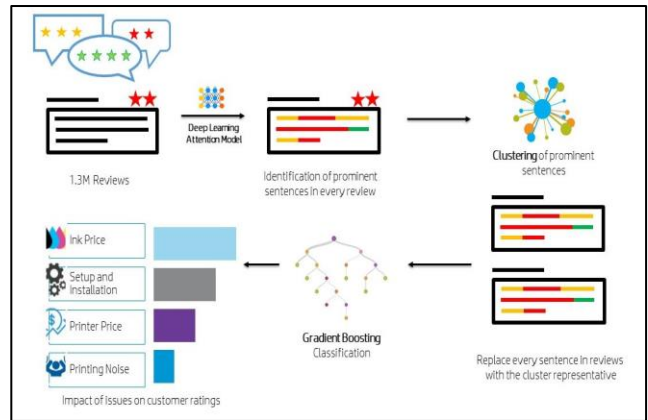 Deep Learning
Attention Model
1.3M Reviews
Identification of prominent
sentences in every review
Clustering of prominent
sentences
Ink Price
Setup and
Installation
Printer Price
Printing Noise
Impact of issues on customer ratings
Gradient Boosting
Classification
Replace every sentence in reviews
with the cluster representative